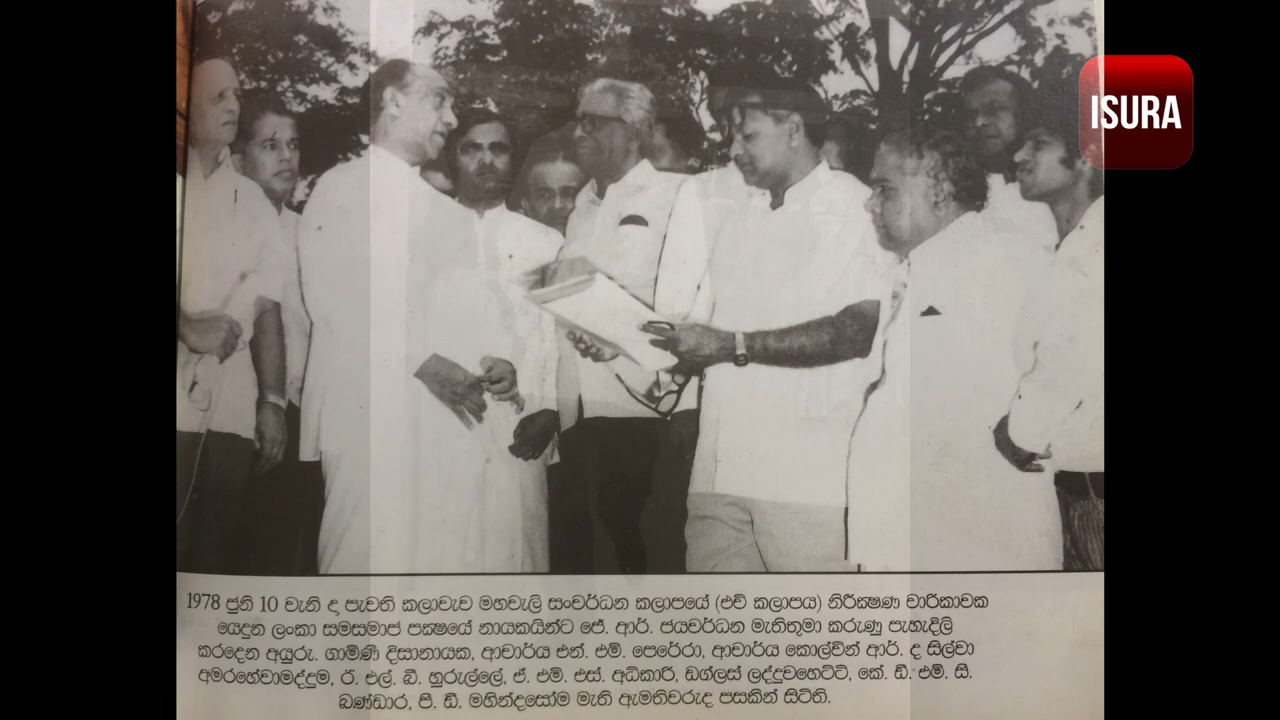 ISURA
1978 ජුනි 10 වැනි දා පැවති කලාවැව මහවැලි සංවර්ධන කලාපයේ (එච් කලාපය) නිරීක්ෂණ චාරිකාවක
යෙදුන ලංකා සමසමාජ පක්ෂයේ නායකයින්ට ජේ. ආර්. ජයවර්ධන මැතිතුමා කරුණු පැහැදිලි
කරදෙන අයුරු. ගාමිණි දිසානායක, ආචාර්ය එන්. එම්. පෙරේරා, ආචාර්ය කොල්වින් ආර්. ද සිල්වා
අමරහේවාමද්දුම, ඊ. එල්. බී. හුරුල්ලේ, ඒ. එම්. එස්. අධිකාරි, ඩග්ලස් ලද්දුවහෙට්ටි, කේ. ඩී. එම්. සී.
බණ්ඩාර, පී. ඩී. මහින්දසෝම මැති ඇමතිවරුද පසකින් සිටිති.